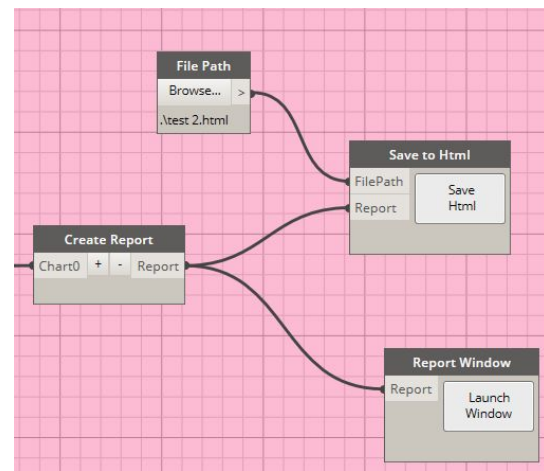 File Path
Browse... >
.\test 2.html
Save to Html
FilePath
Report
Save
Html
Create Report
Chart0 + - Report
Report Window
Report
Launch
Window